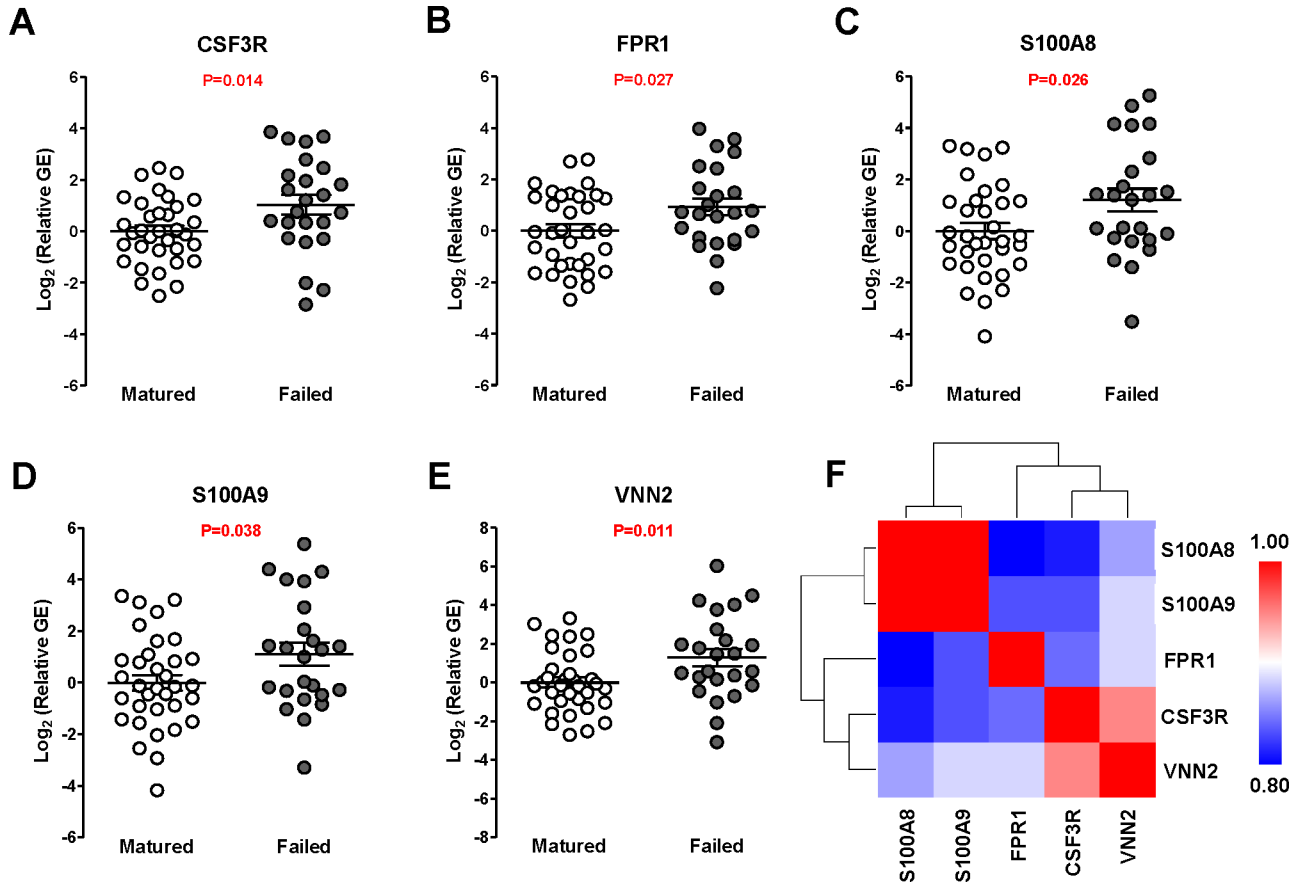 A
CSF3R
P=0.014
6
4
2
0
-2
-4
-6
Log2 (Relative GE)
Matured
Failed
B
FPR1
P=0.027
6
4
2
0
-2
-4
-6
Log2 (Relative GE)
Matured
Failed
C
S100A8
P=0.026
6
4
2
0
-2
-4
-6
Log2 (Relative GE)
Matured
Failed
D
S100A9
P=0.038
6
4
2
0
-2
-4
-6
Log2 (Relative GE)
Matured
Failed
E
VNN2
P=0.011
8
6
4
2
0
-2
-4
-6
-8
Log2 (Relative GE)
Matured
Failed
F
S100A8
S100A9
FPR1
CSF3R
VNN2
S100A8
S100A9
FPR1
CSF3R
VNN2
1.00
0.80